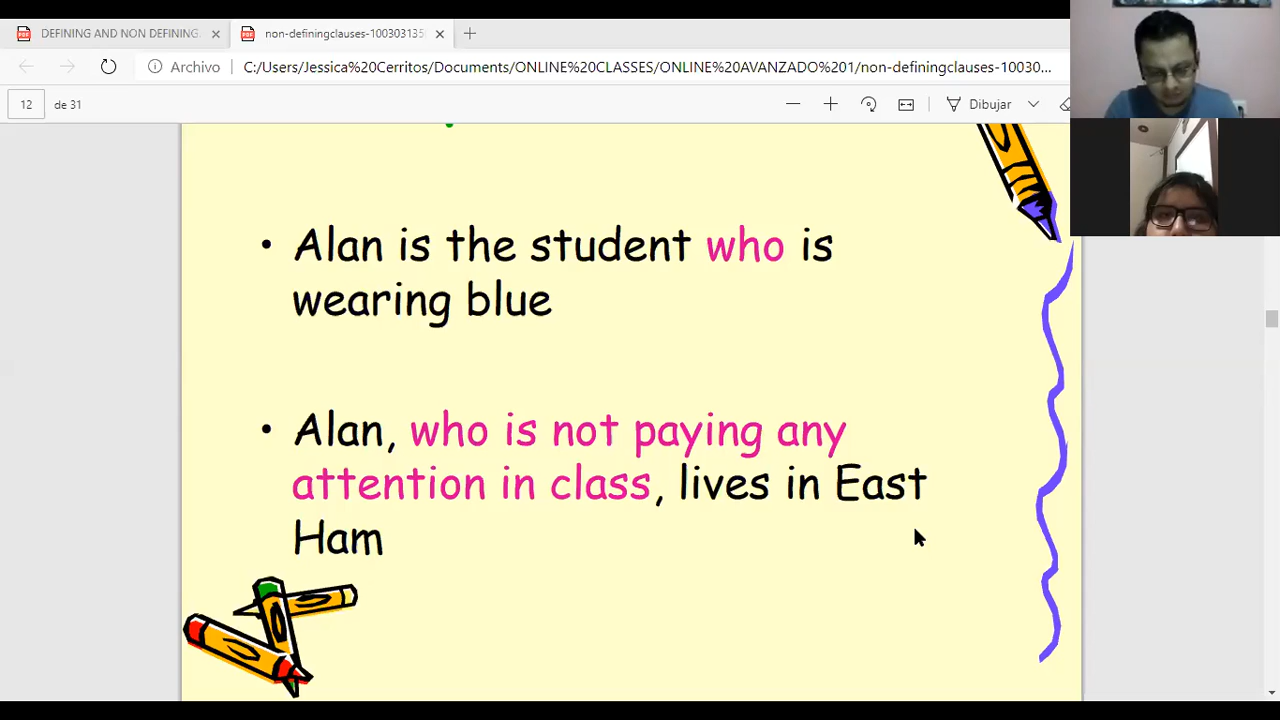 DEFINING AND NON DEFINING
non-definingclauses-100303135
Archivo
C:/Users/Jessica%20Cerritos/Documents/ONLINE%20CLASSES/ONLINE%20AVANZADO%201/non-definingclauses-10030...
12 de 31
Dibujar
• Alan is the student who is
wearing blue
• Alan, who is not paying any
attention in class, lives in East
Ham